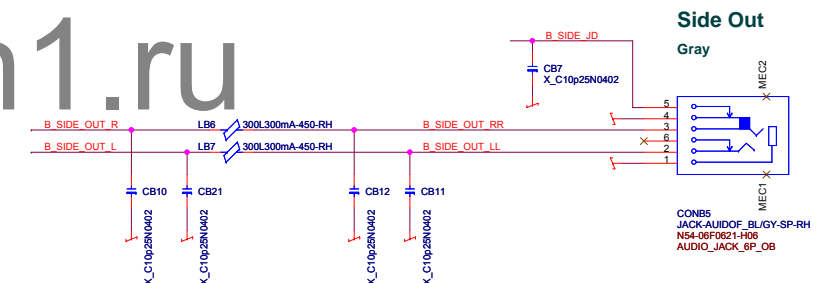 Side Out
Gray
n1.ru
B_SIDE_JD
CB7
X_C10p25N0402
MEC2
5
4
3
6
2
1
B_SIDE_OUT_R
LB6
300L300mA-450-RH
B_SIDE_OUT_RR
B_SIDE_OUT_L
LB7
300L300mA-450-RH
B_SIDE_OUT_LL
CB10
X_C10p25N0402
CB21
X_C10p25N0402
CB12
X_C10p25N0402
CB11
X_C10p25N0402
MEC1
CONB5
JACK-AUIDOF_BL/GY-SP-RH
N54-06F0621-H06
AUDIO_JACK_6P_OB